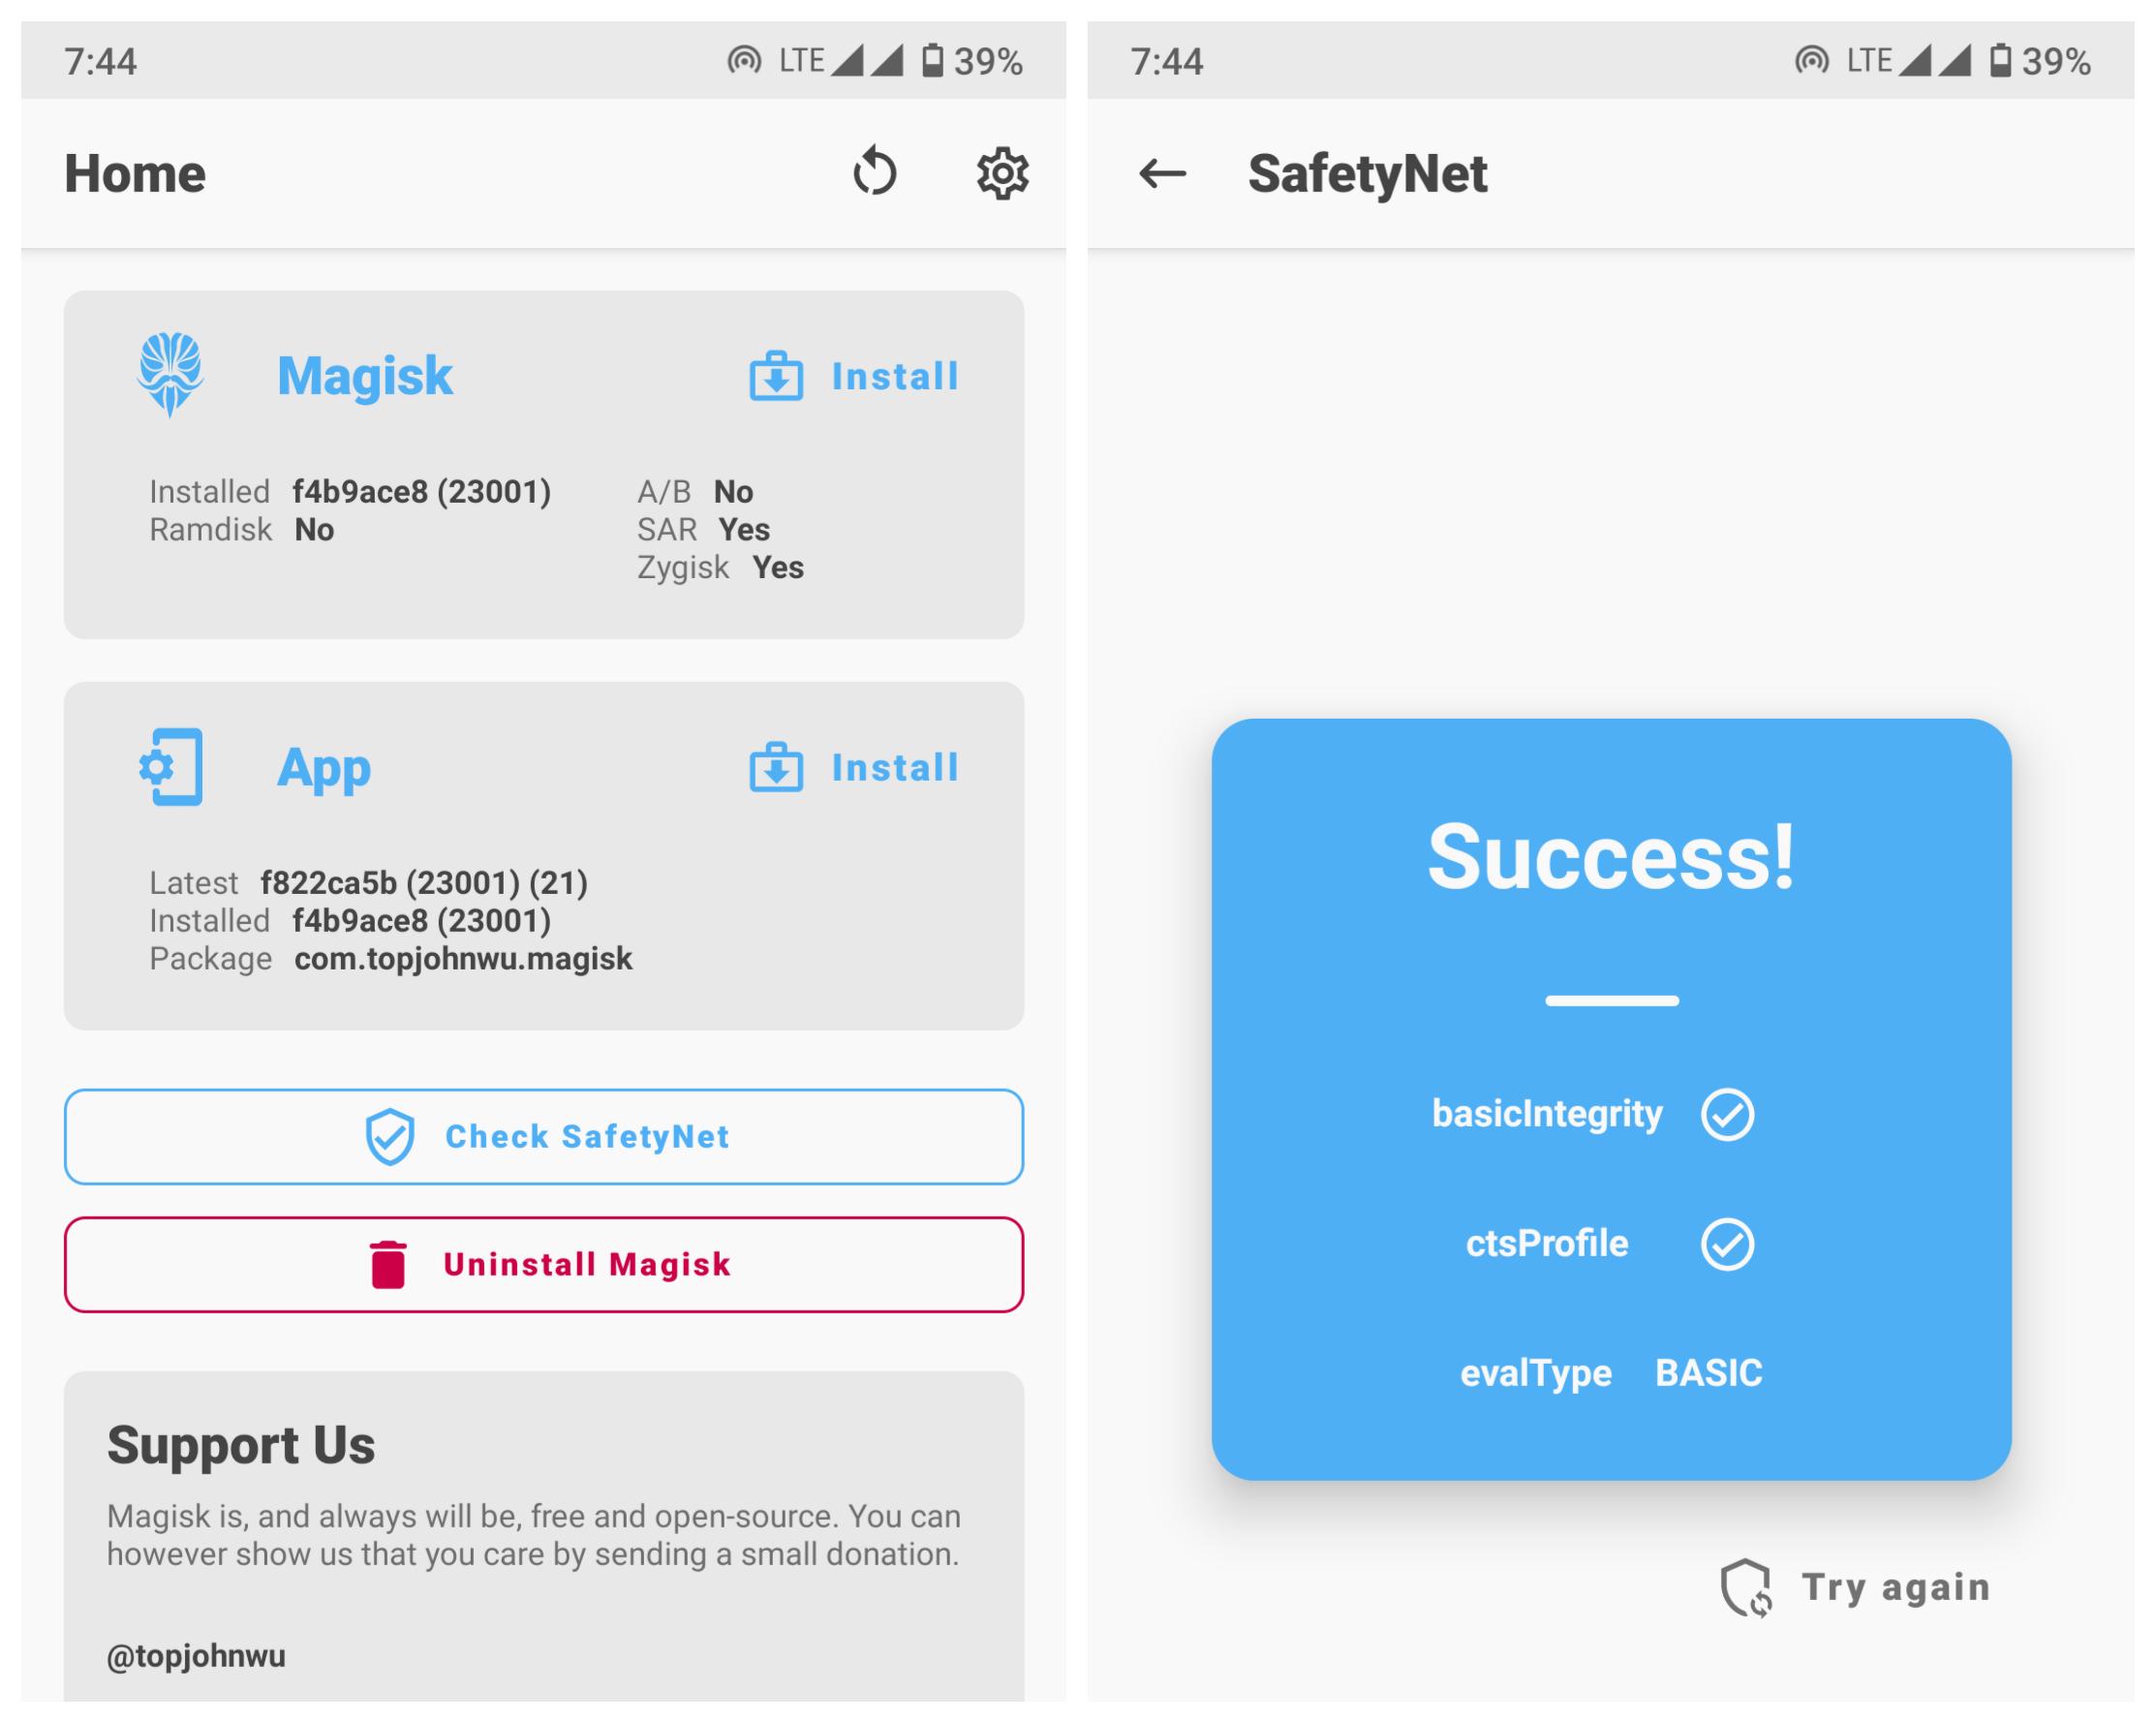 7:44 LTE 39%
Home
Magisk Install
Installed f4b9ace8 (23001) A/B No
Ramdisk No SAR Yes
Zygisk Yes
App Install
Latest f822ca5b (23001) (21)
Installed f4b9ace8 (23001)
Package com.topjohnwu.magisk
Check SafetyNet
Uninstall Magisk
Support Us
Magisk is, and always will be, free and open-source. You can
however show us that you care by sending a small donation.
@topjohnwu
7:44 LTE 39%
SafetyNet
Success!
basicIntegrity
ctsProfile
evalType BASIC
Try again